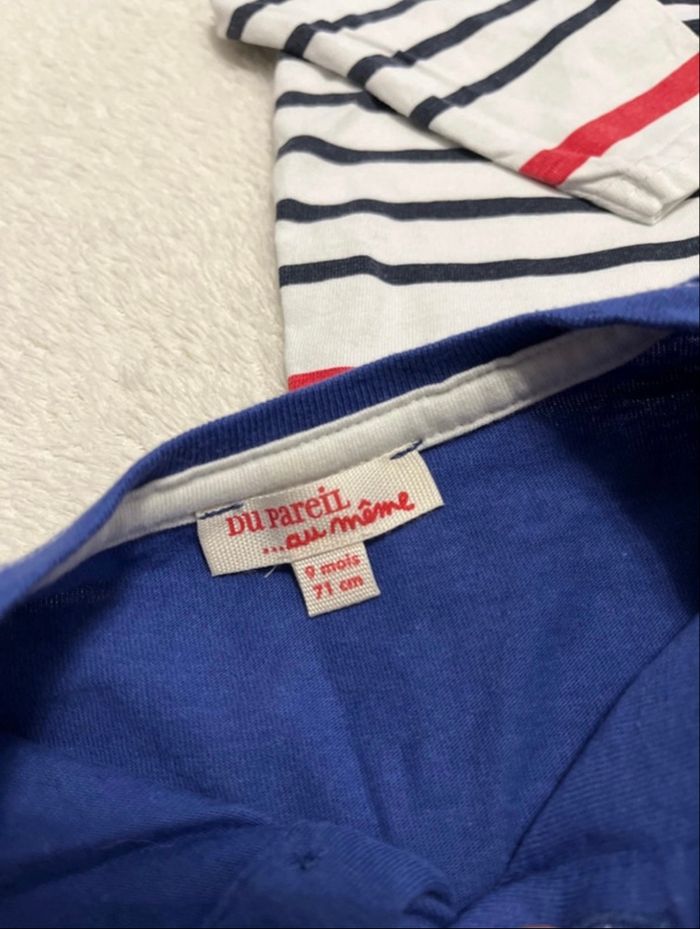 DU PAREIL
...au même
9 mois
71 cm